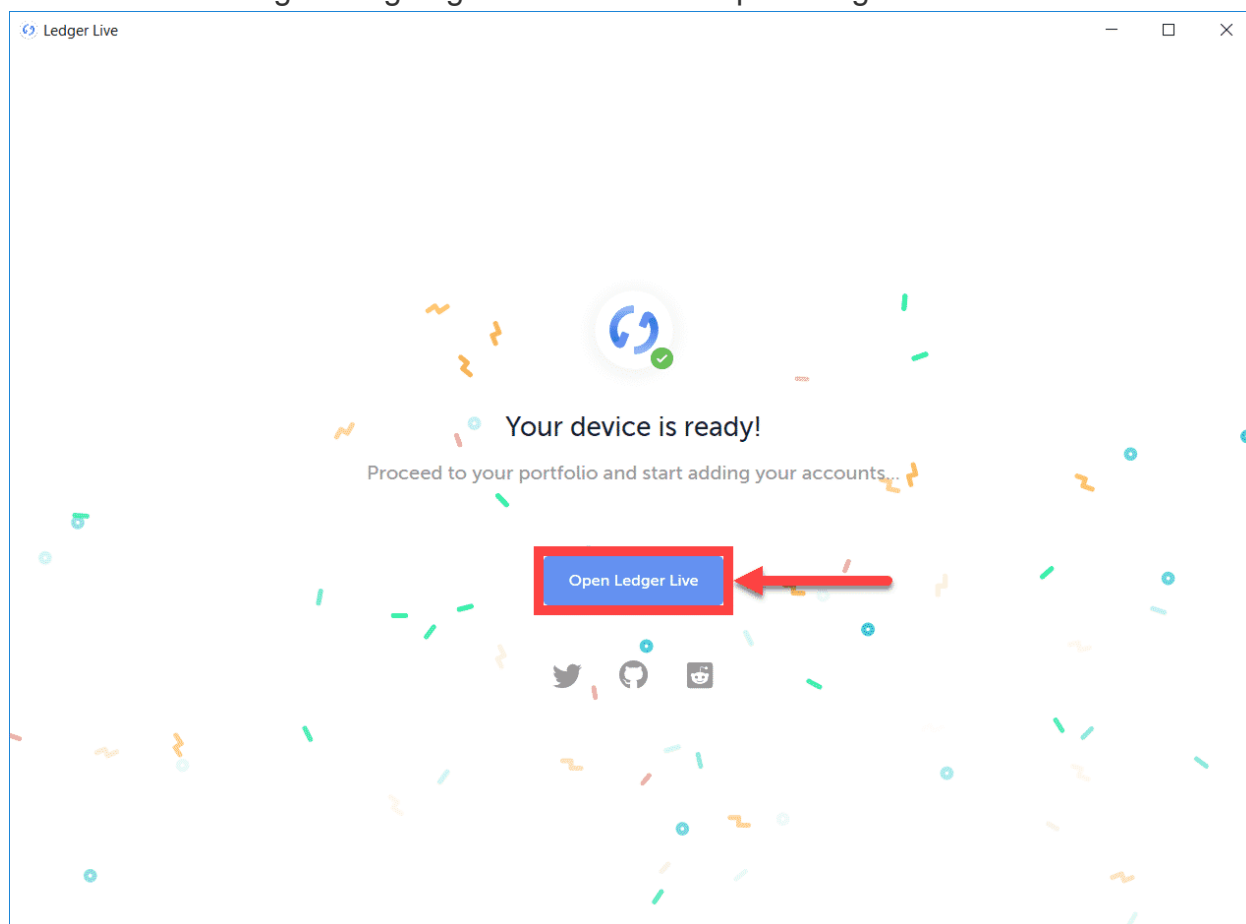 Ledger Live
Your device is ready!
Proceed to your portfolio and start adding your accounts...
Open Ledger Live